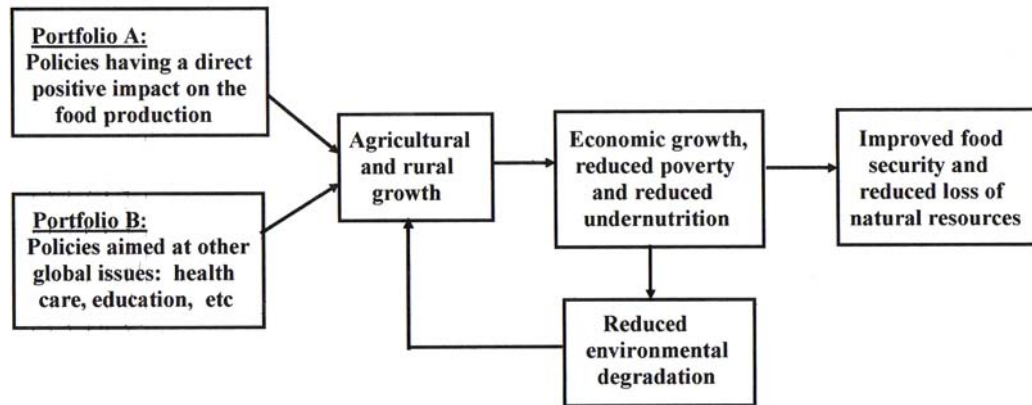 Portfolio A:
Policies having a direct
positive impact on the
food production
Portfolio B:
Policies aimed at other
global issues: health
care, education, etc
Agricultural
and rural
growth
Economic growth,
reduced poverty
and reduced
undernutrition
Improved food
security and
reduced loss of
natural resources
Reduced
environmental
degradation